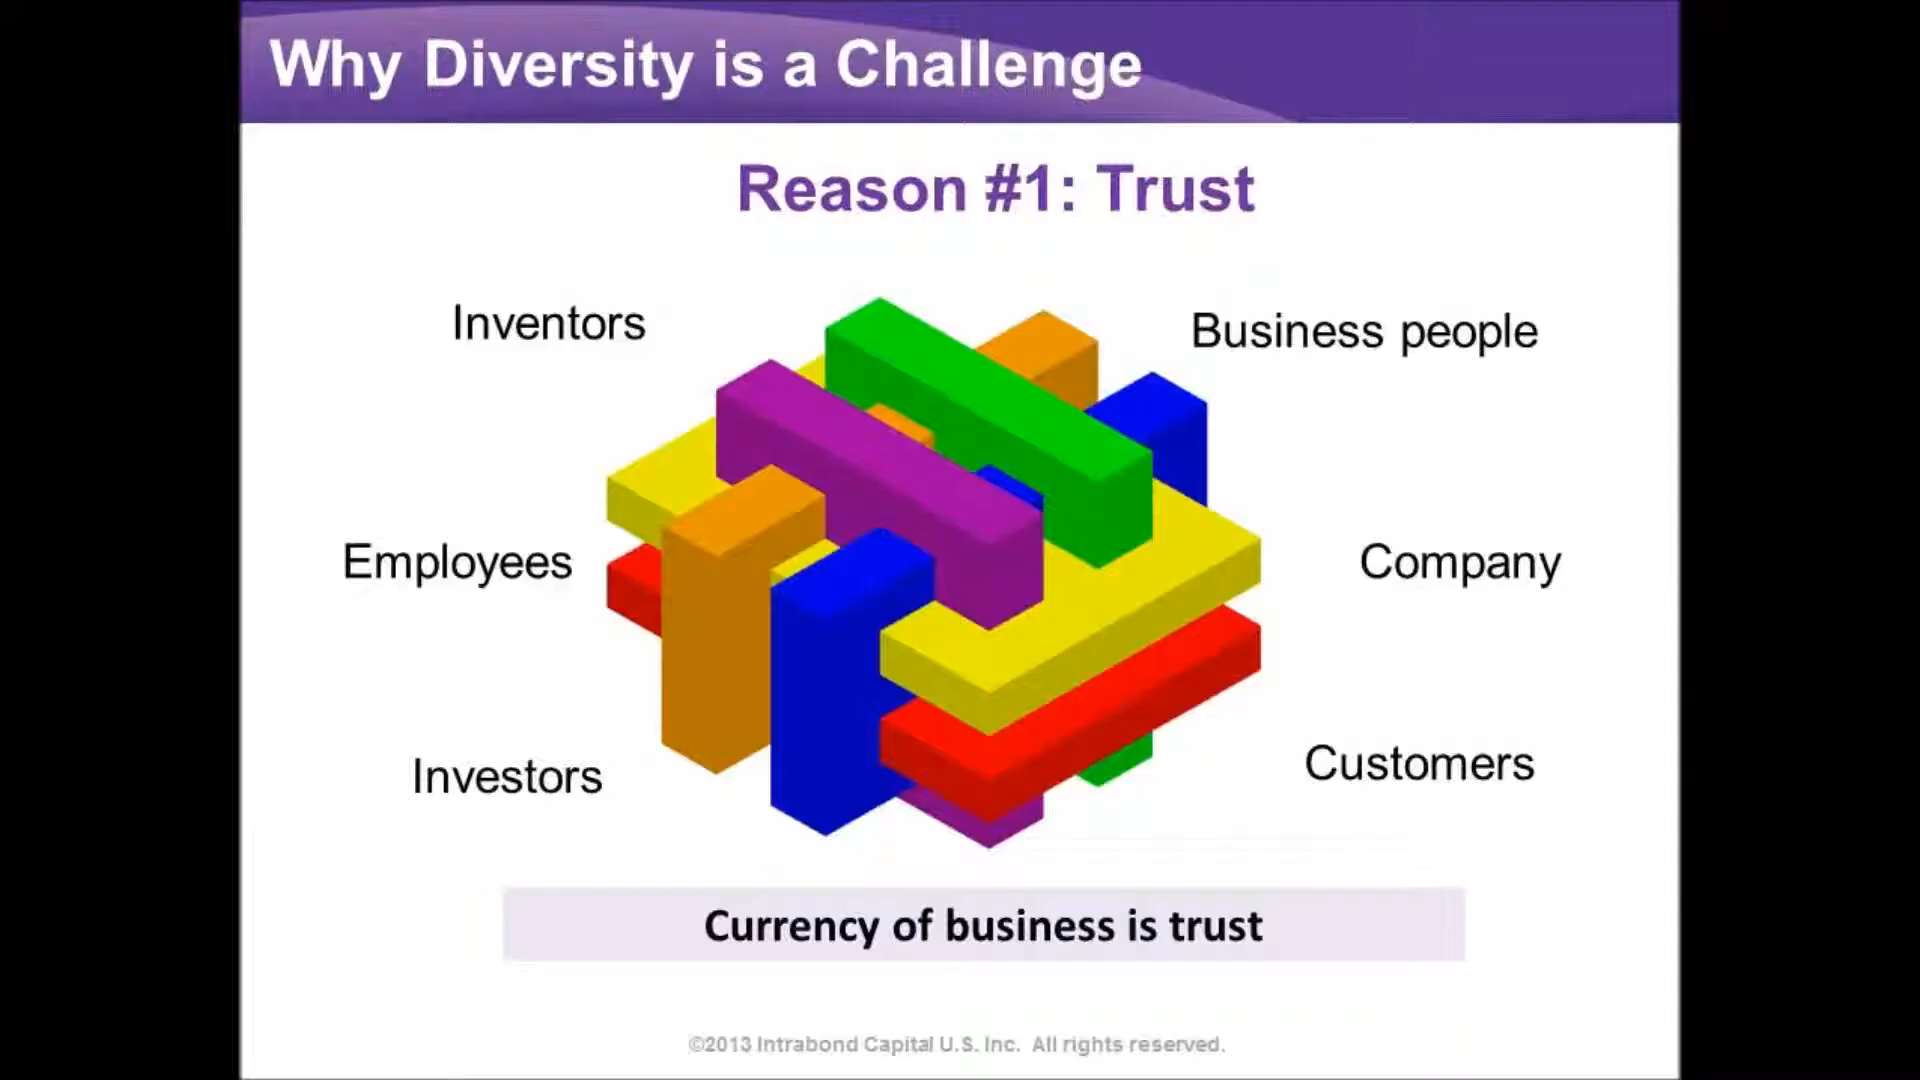 Why Diversity is a Challenge
Reason #1: Trust
Inventors
Business people
Employees
Company
Investors
Customers
Currency of business is trust
©2013 Intrabond Capital U.S. Inc. All rights reserved.